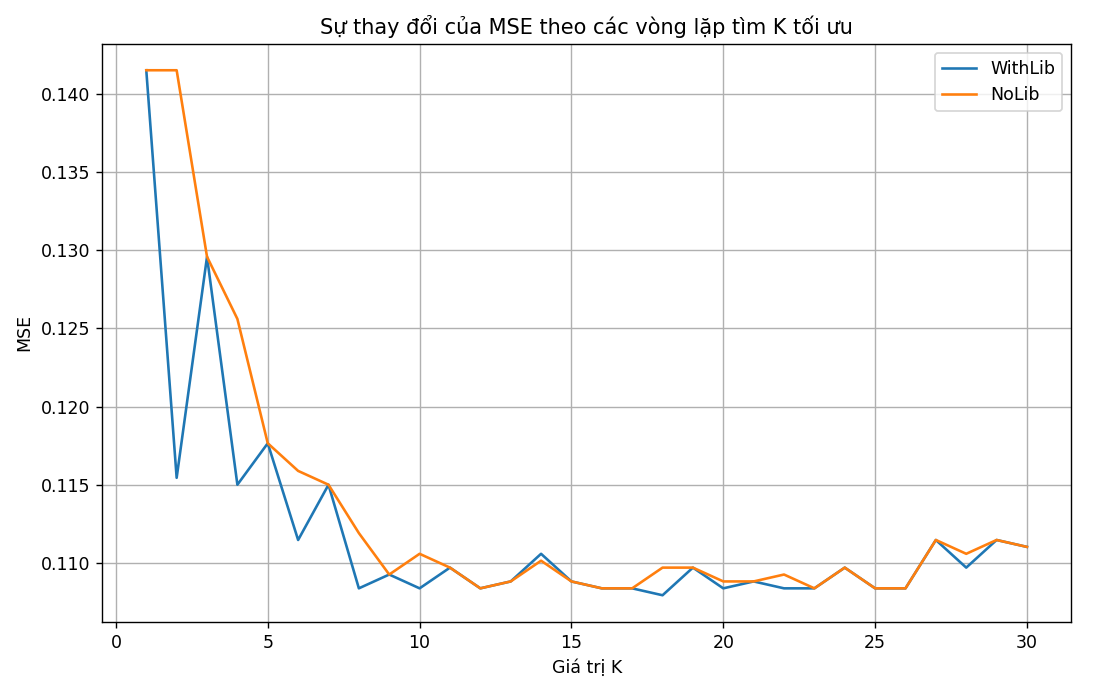 Sự thay đổi của MSE theo các vòng lặp tìm K tối ưu
WithLib
NoLib
MSE
0.140
0.135
0.130
0.125
0.120
0.115
0.110
0
5
10
15
20
25
30
Giá trị K